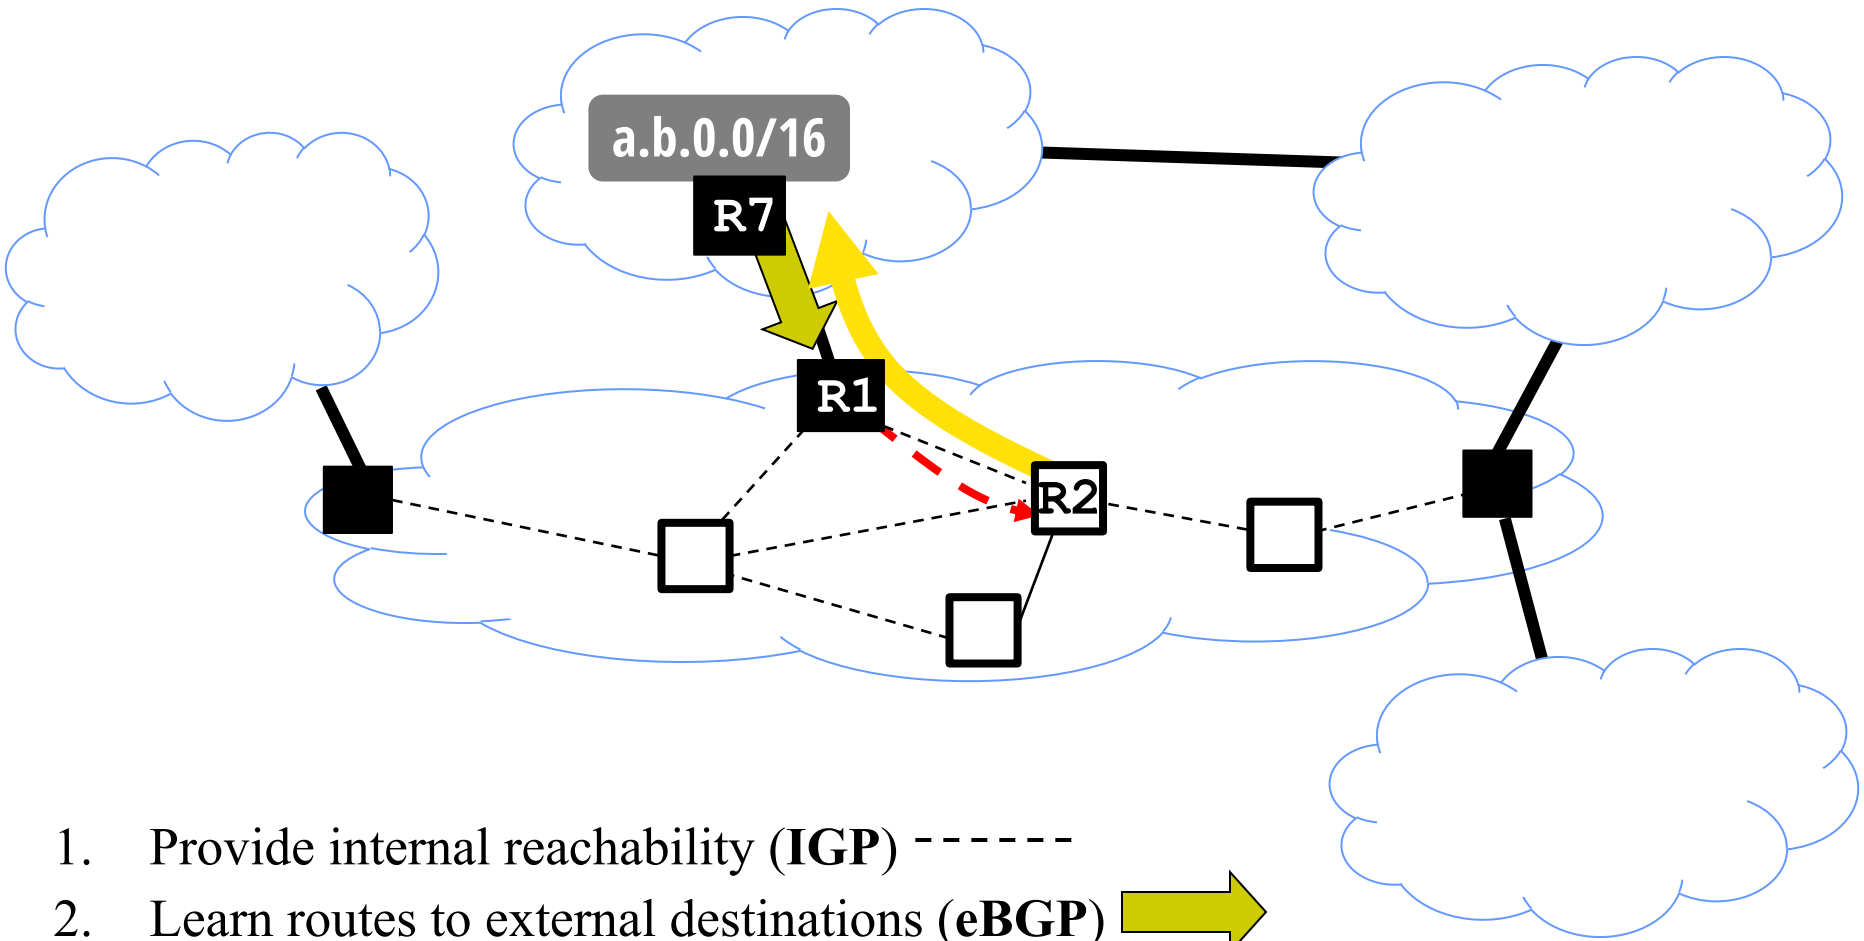 a.b.0.0/16
R7
R1
R2
1. Provide internal reachability (IGP)
2. Learn routes to external destinations (eBGP)